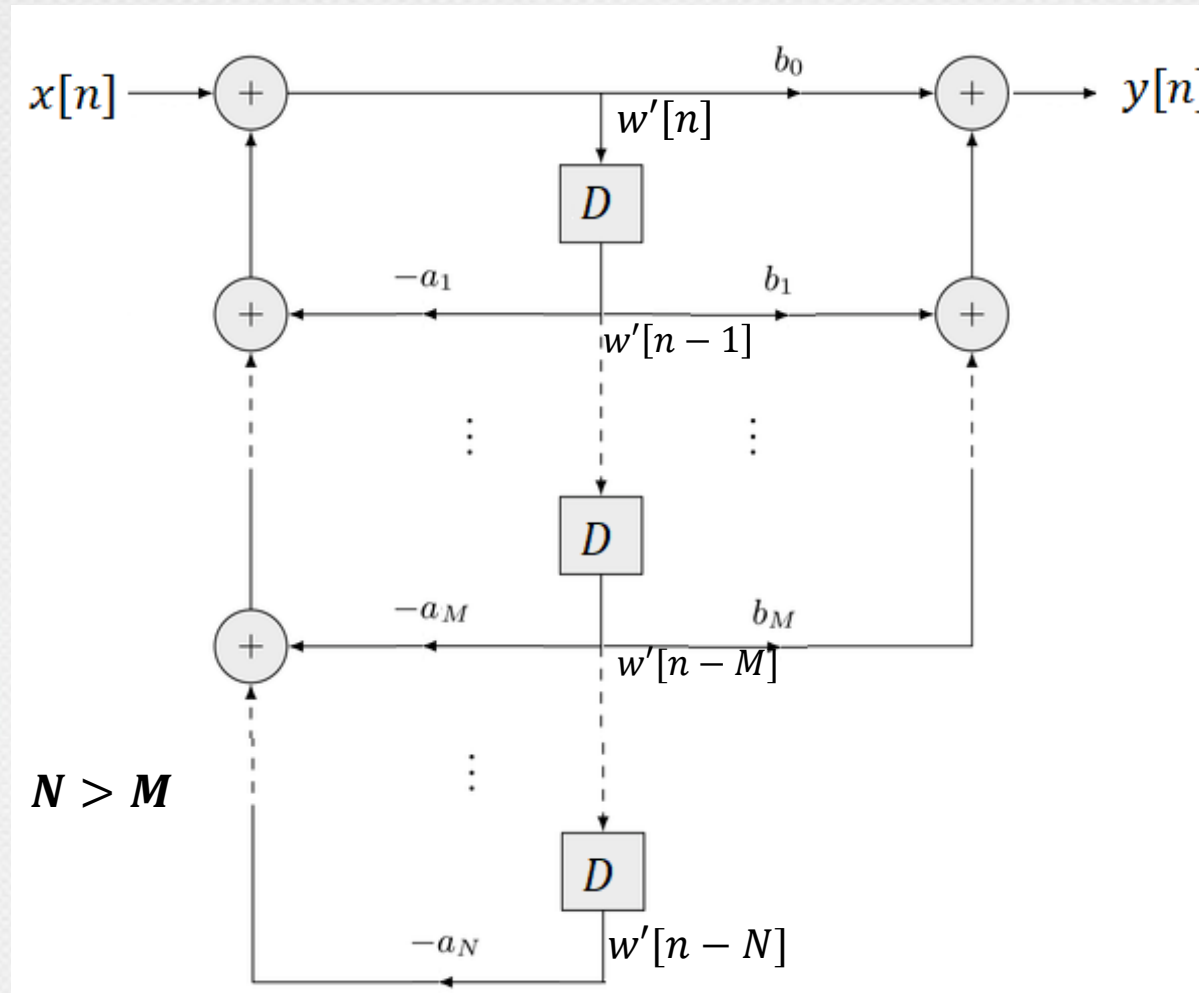 x[n] + b₀ + y[n]
w′[n]
D
−a₁ b₁
+ +
w′[n − 1]
⋮ ⋮
D
−a_M b_M
+
w′[n − M]
N > M ⋮
D
−a_N w′[n − N]